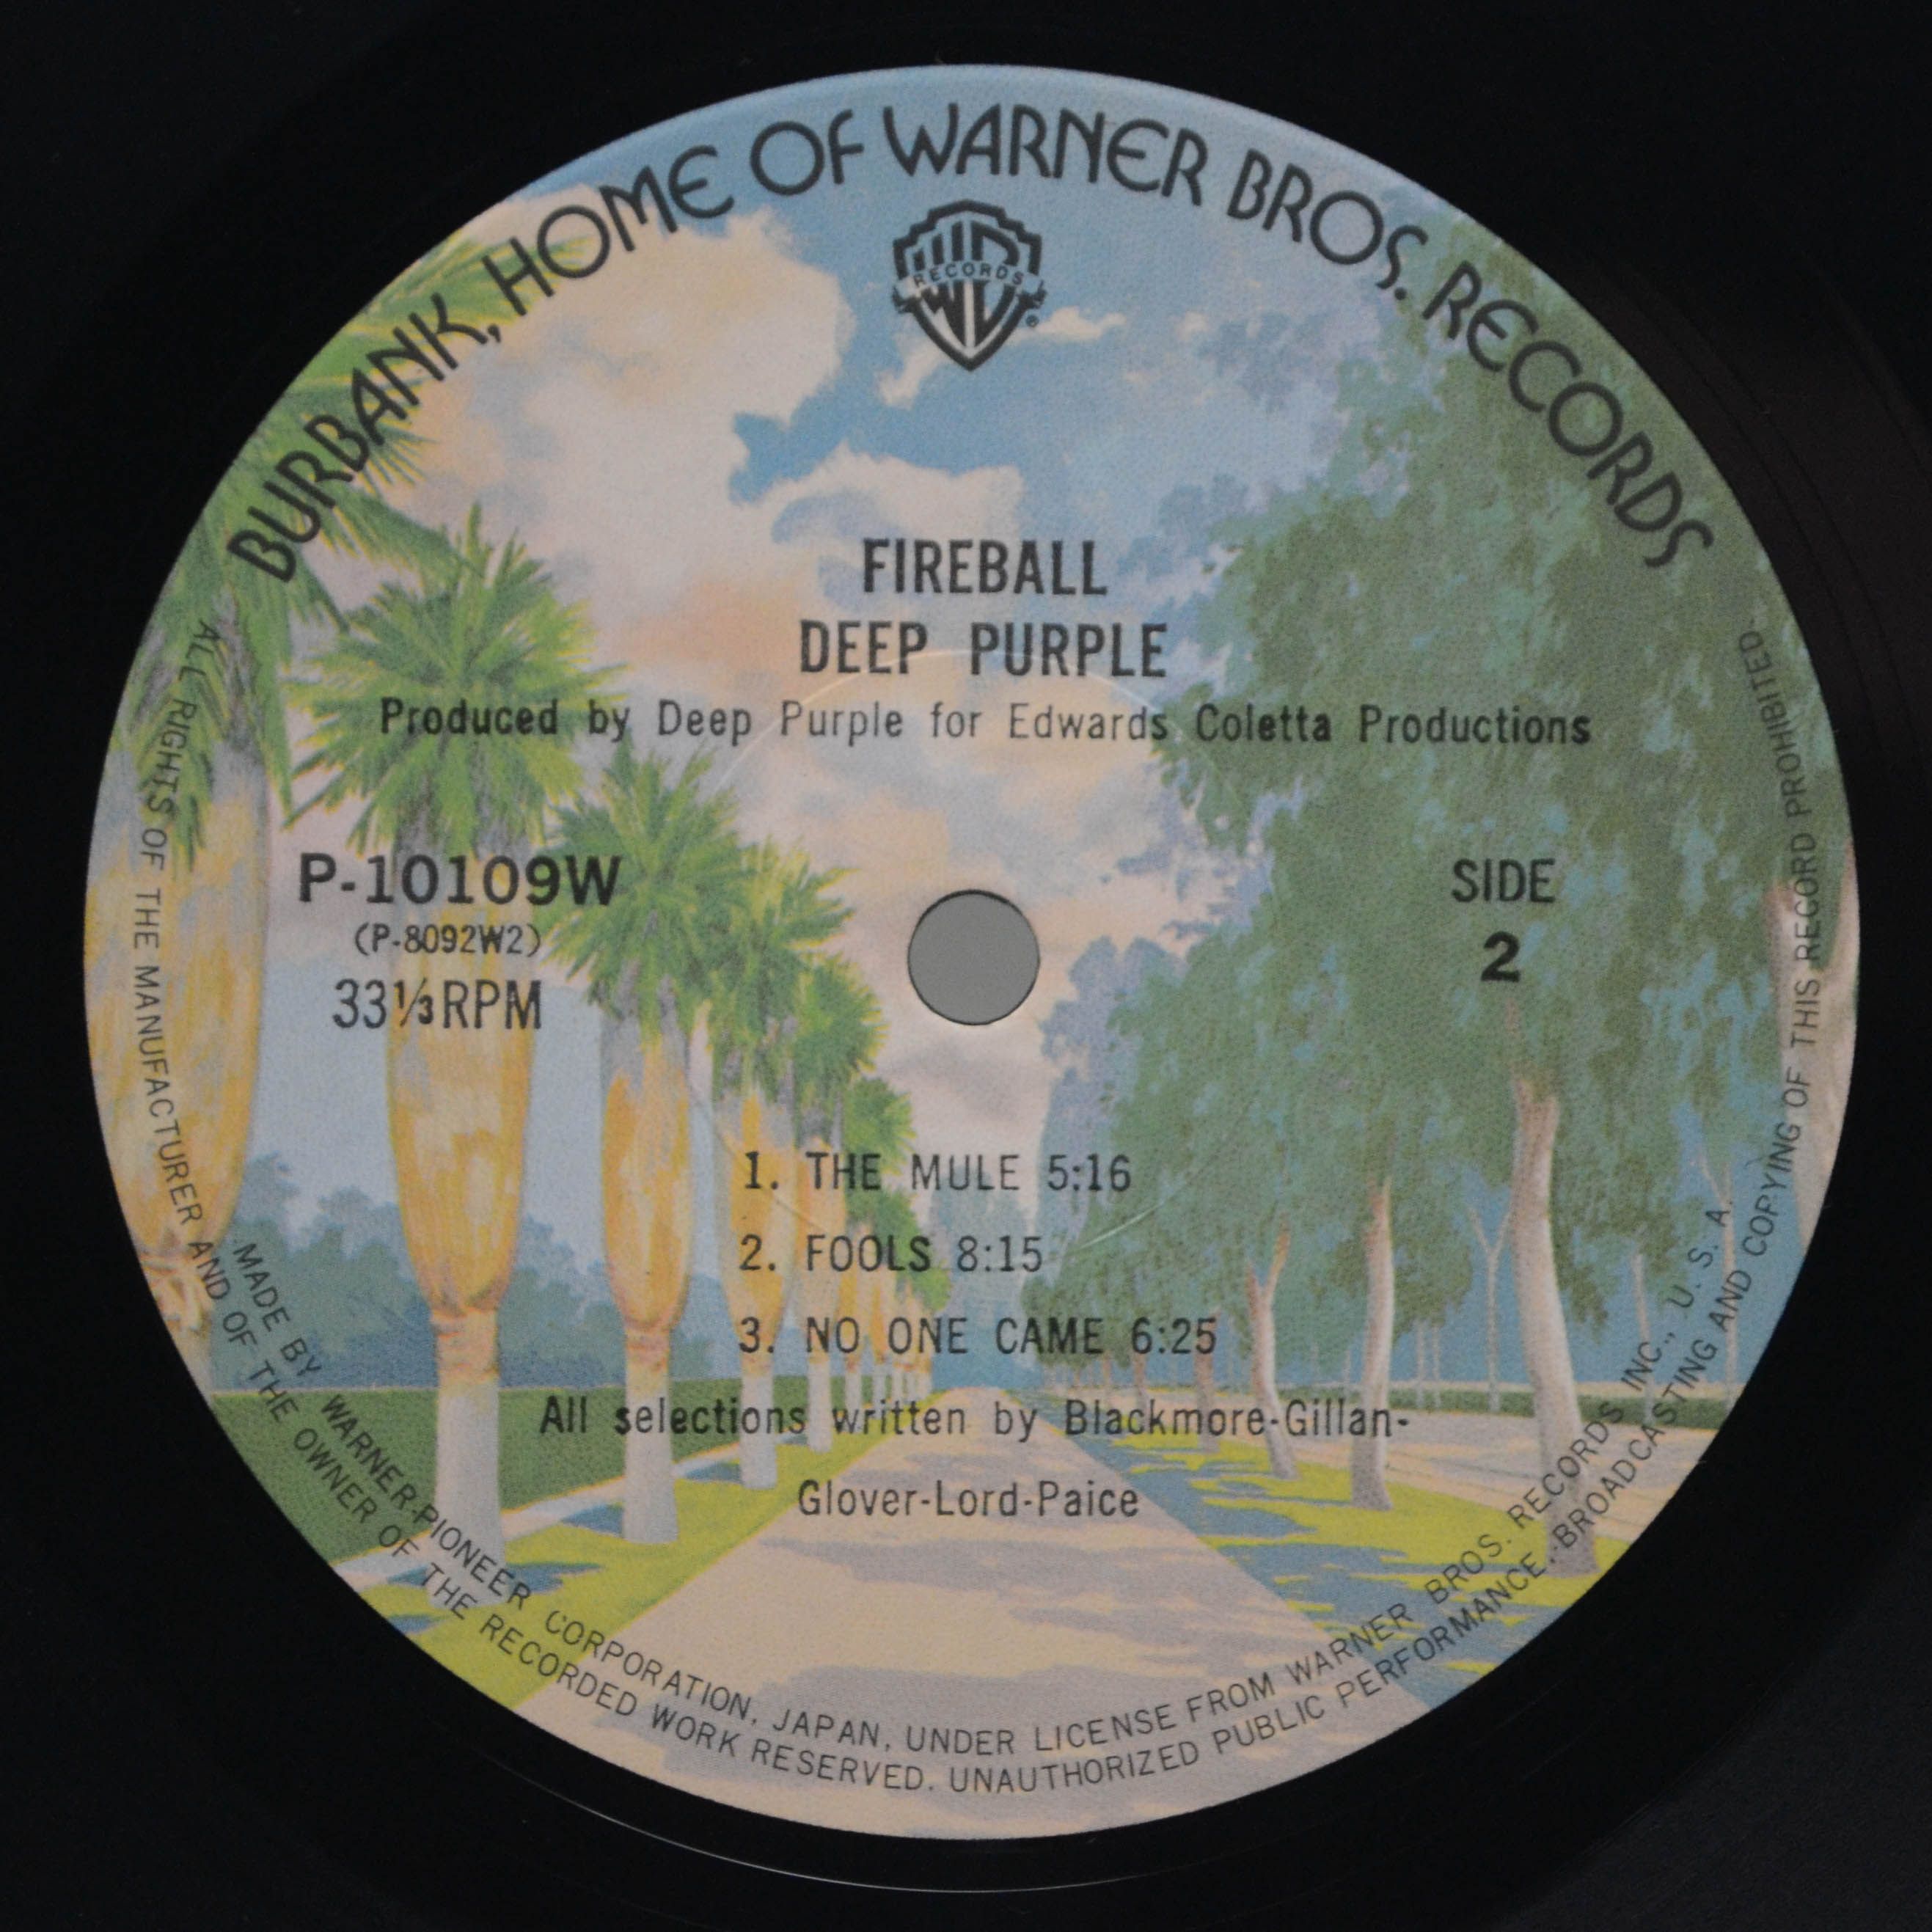 BURBANK, HOME OF WARNER BROS. RECORDS
RECORDS
®
FIREBALL
DEEP PURPLE
Produced by Deep Purple for Edwards Coletta Productions
P-10109W
(P-8092W2)
33⅓RPM
SIDE
2
1. THE MULE 5:16
2. FOOLS 8:15
3. NO ONE CAME 6:25
All selections written by Blackmore-Gillan-
Glover-Lord-Paice
MADE BY WARNER-PIONEER CORPORATION, JAPAN, UNDER LICENSE FROM WARNER BROS. RECORDS INC., U. S. A.
ALL RIGHTS OF THE MANUFACTURER AND OF THE OWNER OF THE RECORDED WORK RESERVED. UNAUTHORIZED PUBLIC PERFORMANCE, BROADCASTING AND COPYING OF THIS RECORD PROHIBITED.